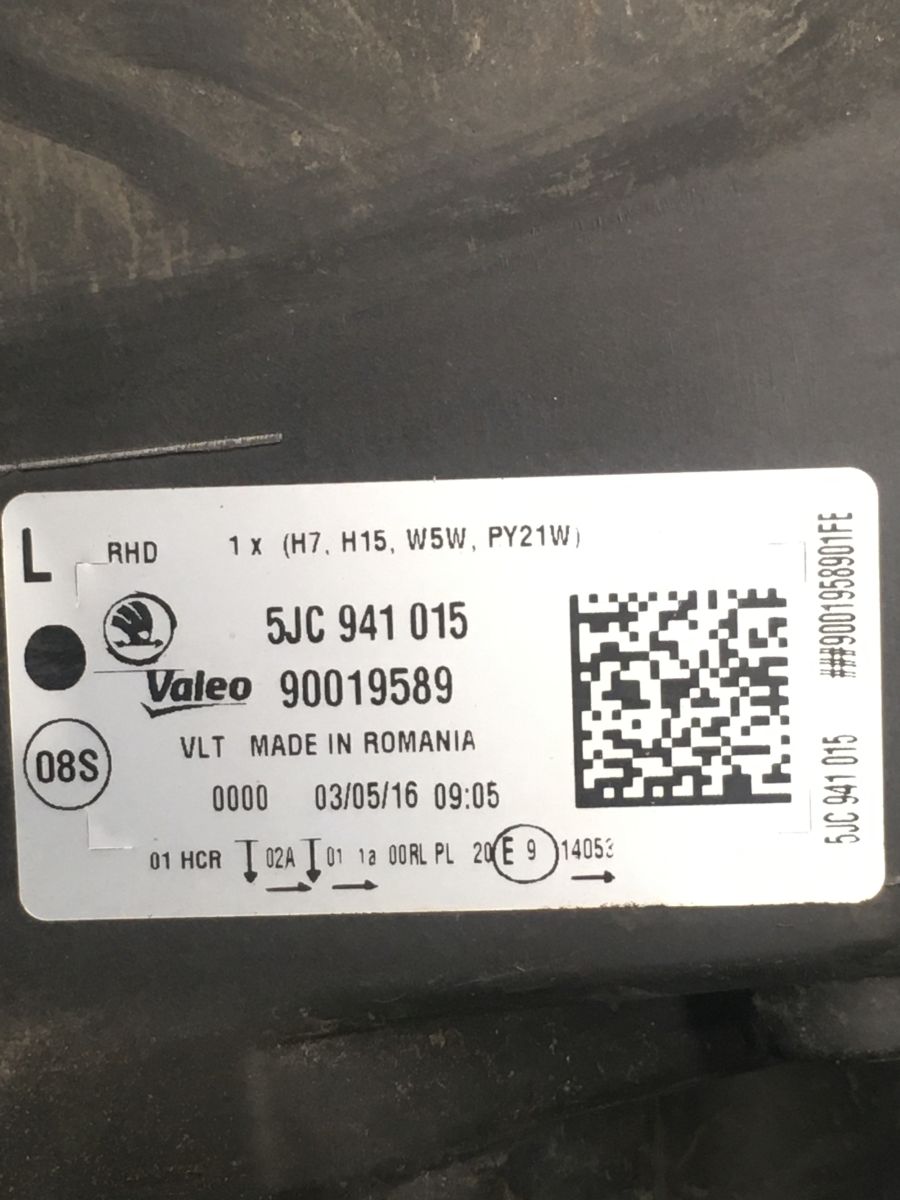 L RHD 1 x (H7, H15, W5W, PY21W)
5JC 941 015
Valeo 90019589
VLT MADE IN ROMANIA
08S
0000 03/05/16 09:05
01 HCR 02A 01 1a 00RL PL 20 E 9 14053
###9001958901FE
5JC 941 015